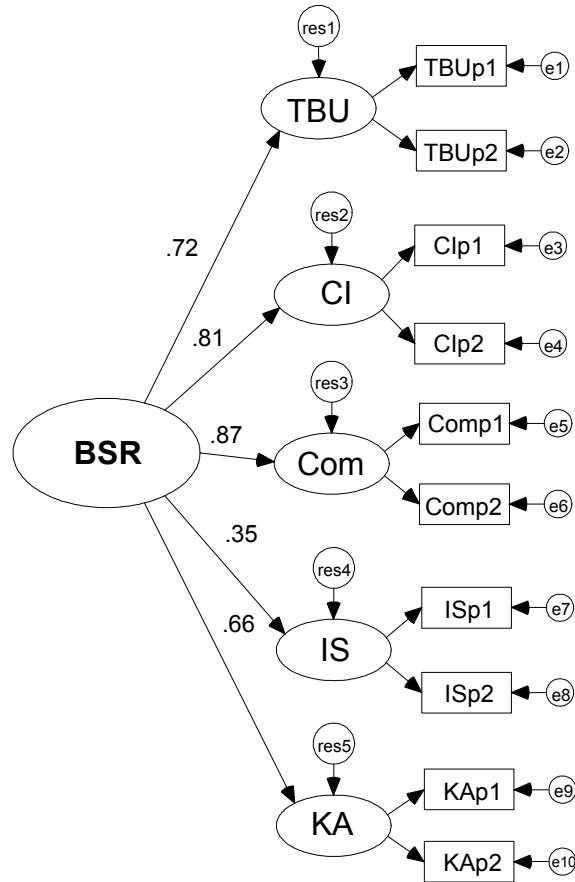 res1
TBU
TBUp1
e1
TBUp2
e2
.72
res2
CI
CIp1
e3
CIp2
e4
.81
BSR
.87
res3
Com
Comp1
e5
Comp2
e6
.35
res4
IS
ISp1
e7
ISp2
e8
.66
res5
KA
KAp1
e9
KAp2
e10